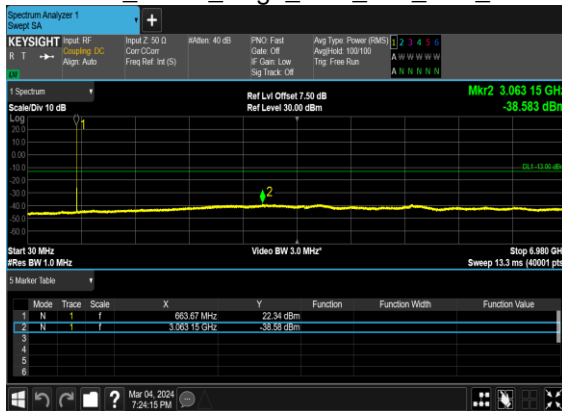 Spectrum Analyzer 1
Swept SA
+
KEYSIGHT
R T
Input: RF
Coupling: DC
Align: Auto
Input Z: 50 Ω
Corr CCorr
Freq Ref: Int (S)
#Atten: 40 dB
PNO: Fast
Gate: Off
IF Gain: Low
Sig Track: Off
Avg Type: Power (RMS)
Avg|Hold: 100/100
Trig: Free Run
1 2 3 4 5 6
A W W W W W
A N N N N N
1 Spectrum
Scale/Div 10 dB
Ref Lvl Offset 7.50 dB
Ref Level 30.00 dBm
Mkr2 3.063 15 GHz
-38.583 dBm
Log
20.0
10.0
0.00
-10.0
-20.0
-30.0
-40.0
-50.0
-60.0
1
2
DL1 -13.00 dBm
Start 30 MHz
#Res BW 1.0 MHz
Video BW 3.0 MHz*
Stop 6.980 GHz
Sweep 13.3 ms (40001 pts)
5 Marker Table
Mode Trace Scale X Y Function Function Width Function Value
1 N 1 f 663.67 MHz 22.34 dBm
2 N 1 f 3.063 15 GHz -38.58 dBm
3
4
5
6
?
Mar 04, 2024
7:24:15 PM